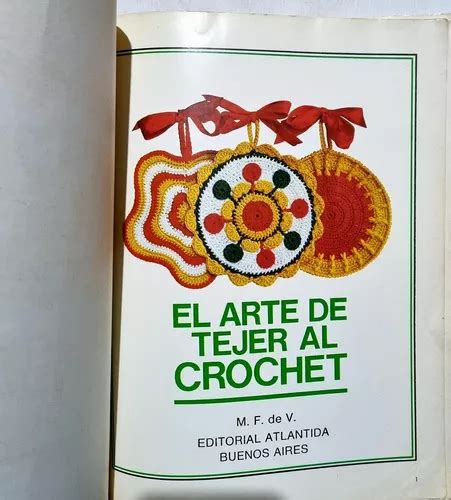 EL ARTE DE
TEJER AL
CROCHET
M. F. de V.
EDITORIAL ATLANTIDA
BUENOS AIRES
1